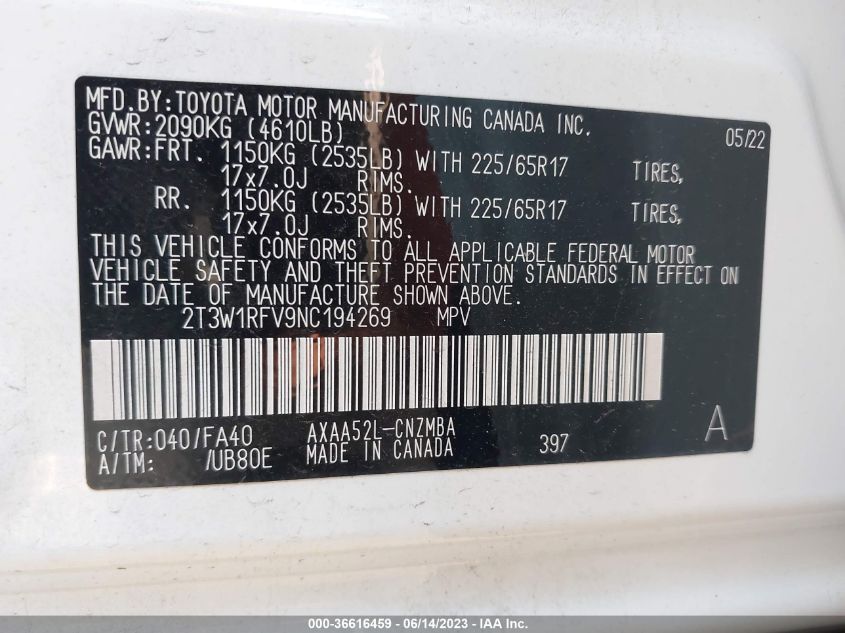 MFD.BY:TOYOTA MOTOR MANUFACTURING CANADA INC.
GVWR:2090KG (4610LB) 05/22
GAWR:FRT. 1150KG (2535LB) WITH 225/65R17 TIRES,
17x7.0J RIMS.
RR. 1150KG (2535LB) WITH 225/65R17 TIRES,
17x7.0J RIMS.
THIS VEHICLE CONFORMS TO ALL APPLICABLE FEDERAL MOTOR
VEHICLE SAFETY AND THEFT PREVENTION STANDARDS IN EFFECT ON
THE DATE OF MANUFACTURE SHOWN ABOVE.
2T3W1RFV9NC194269 MPV
C/TR:040/FA40 AXAA52L-CNZMBA A
A/TM: /UB80E MADE IN CANADA 397
000-36616459 - 06/14/2023 - IAA Inc.